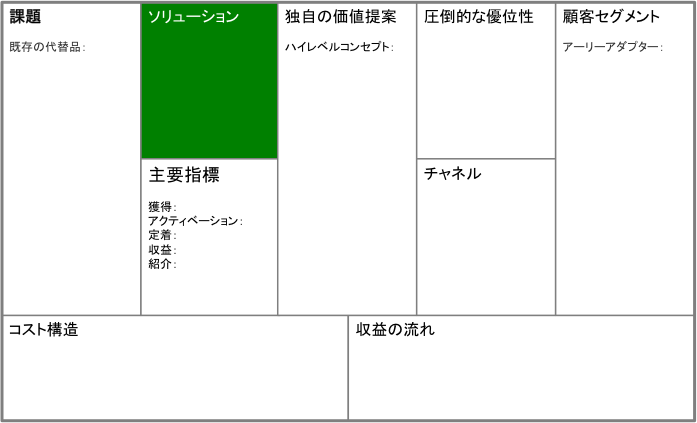 課題
既存の代替品:
ソリューション
主要指標
獲得:
アクティベーション:
定着:
収益:
紹介:
独自の価値提案
ハイレベルコンセプト:
圧倒的な優位性
チャネル
顧客セグメント
アーリーアダプター:
コスト構造
収益の流れ